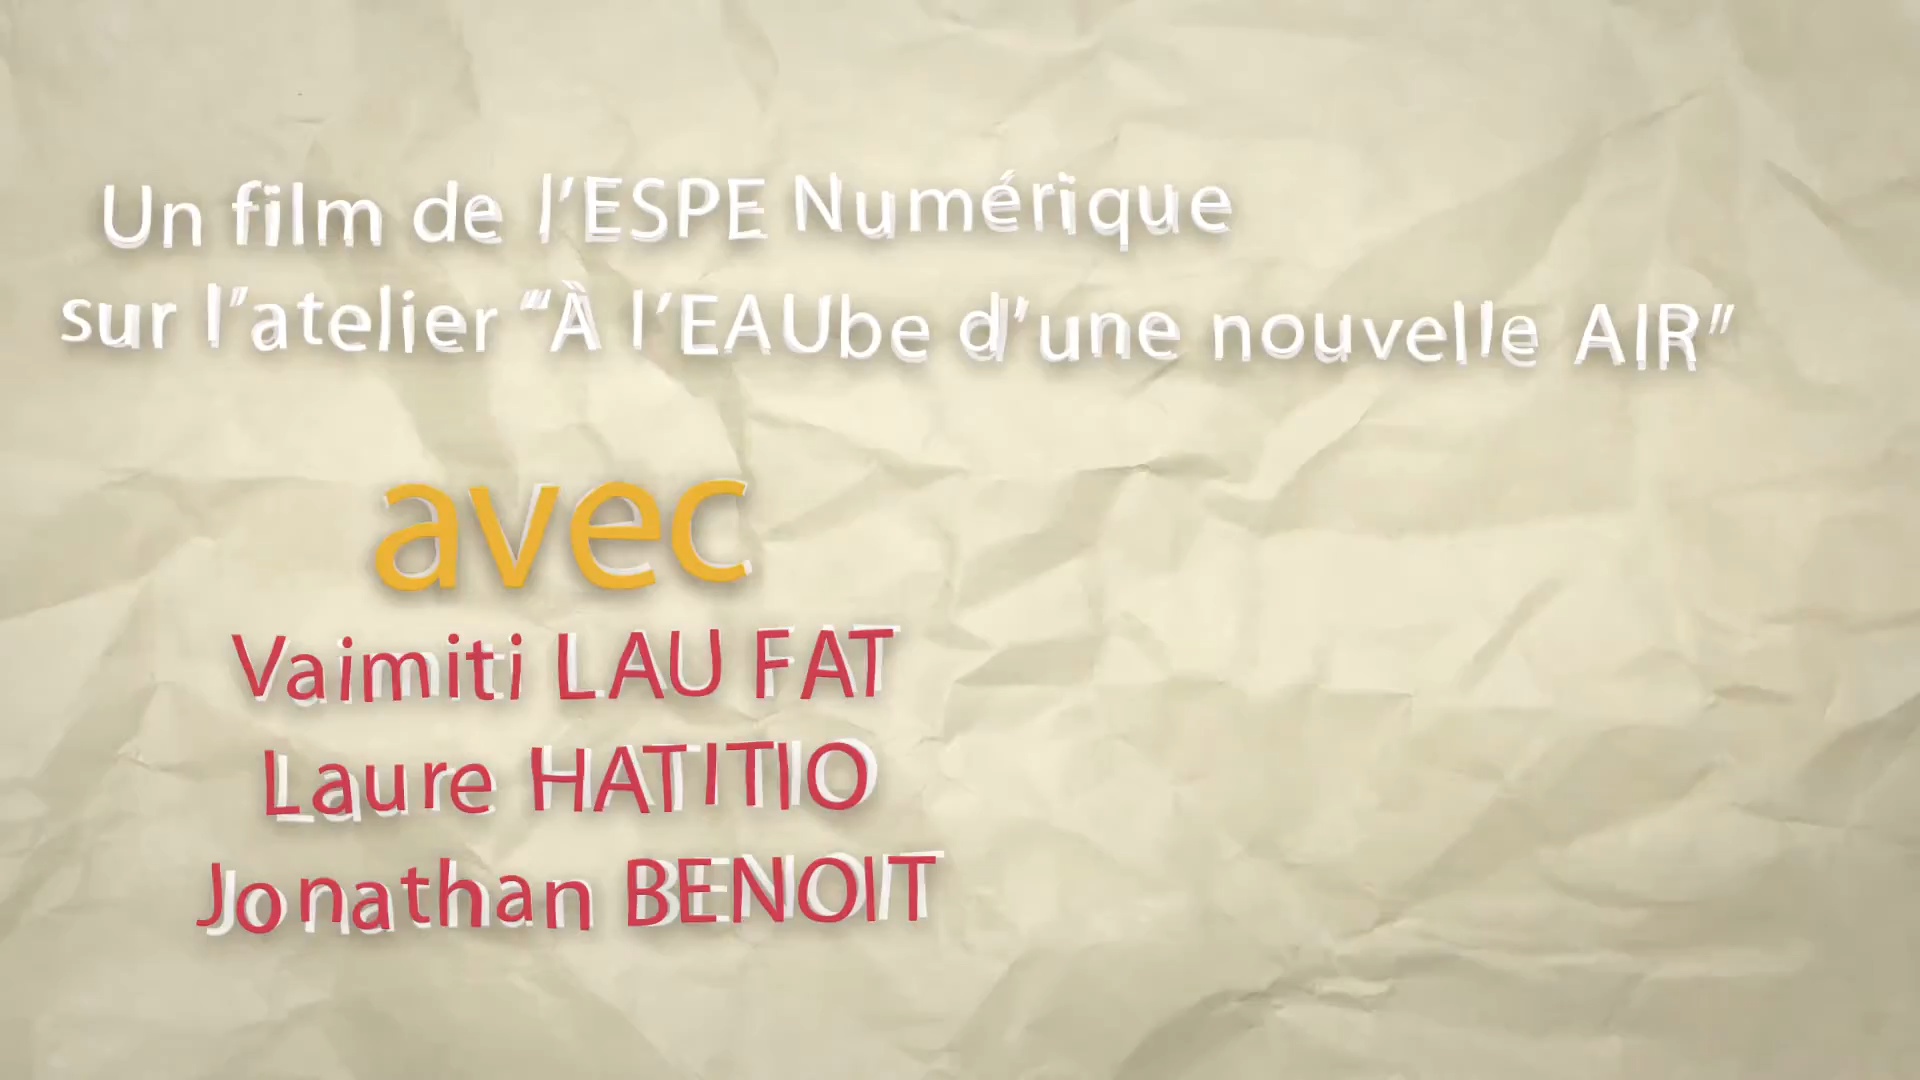 Un film de l'ESPE Numérique
sur l'atelier "À l'EAUbe d'une nouvelle AIR"
avec
Vaimiti LAU FAT
Laure HATITIO
Jonathan BENOIT